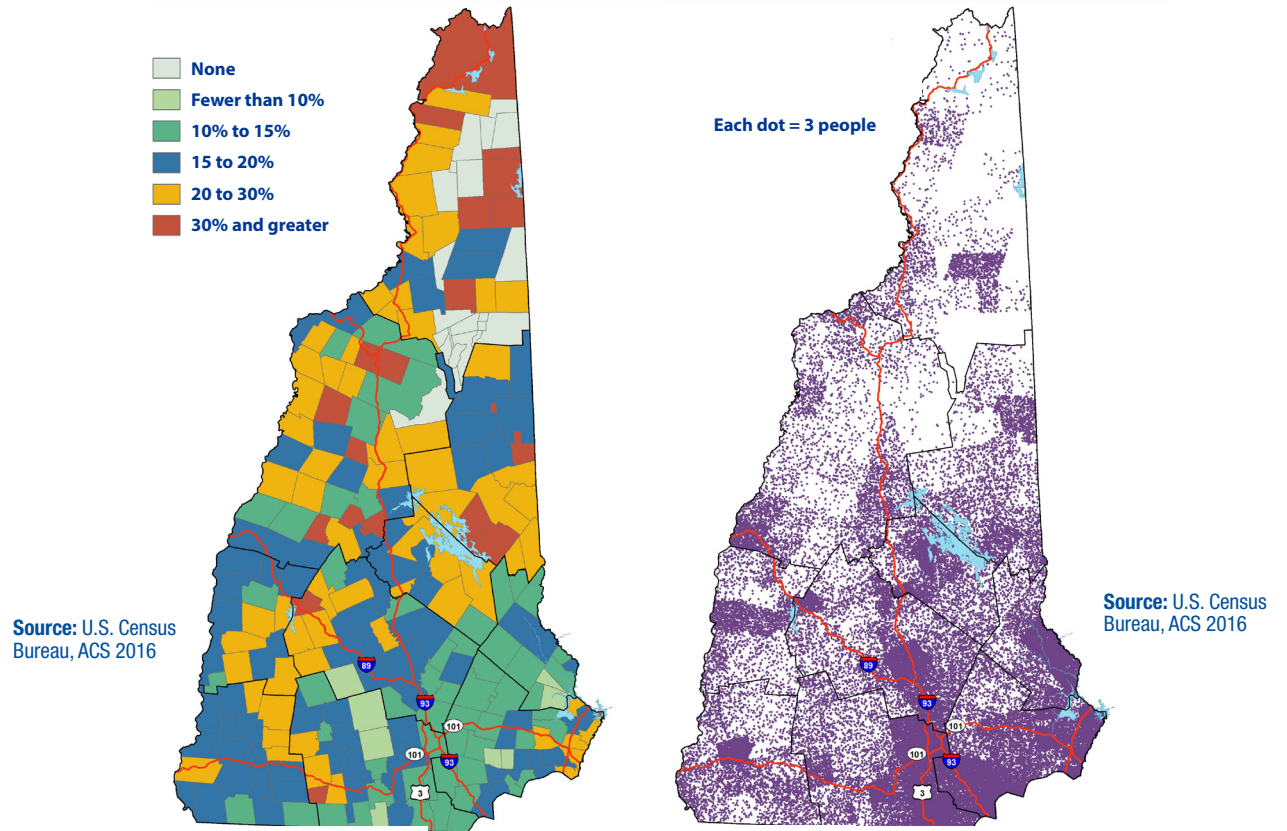 None
Fewer than 10%
10% to 15%
15 to 20%
20 to 30%
30% and greater
Source: U.S. Census
Bureau, ACS 2016
89
93
101
101
93
3
Each dot = 3 people
Source: U.S. Census
Bureau, ACS 2016
89
93
101
101
93
3